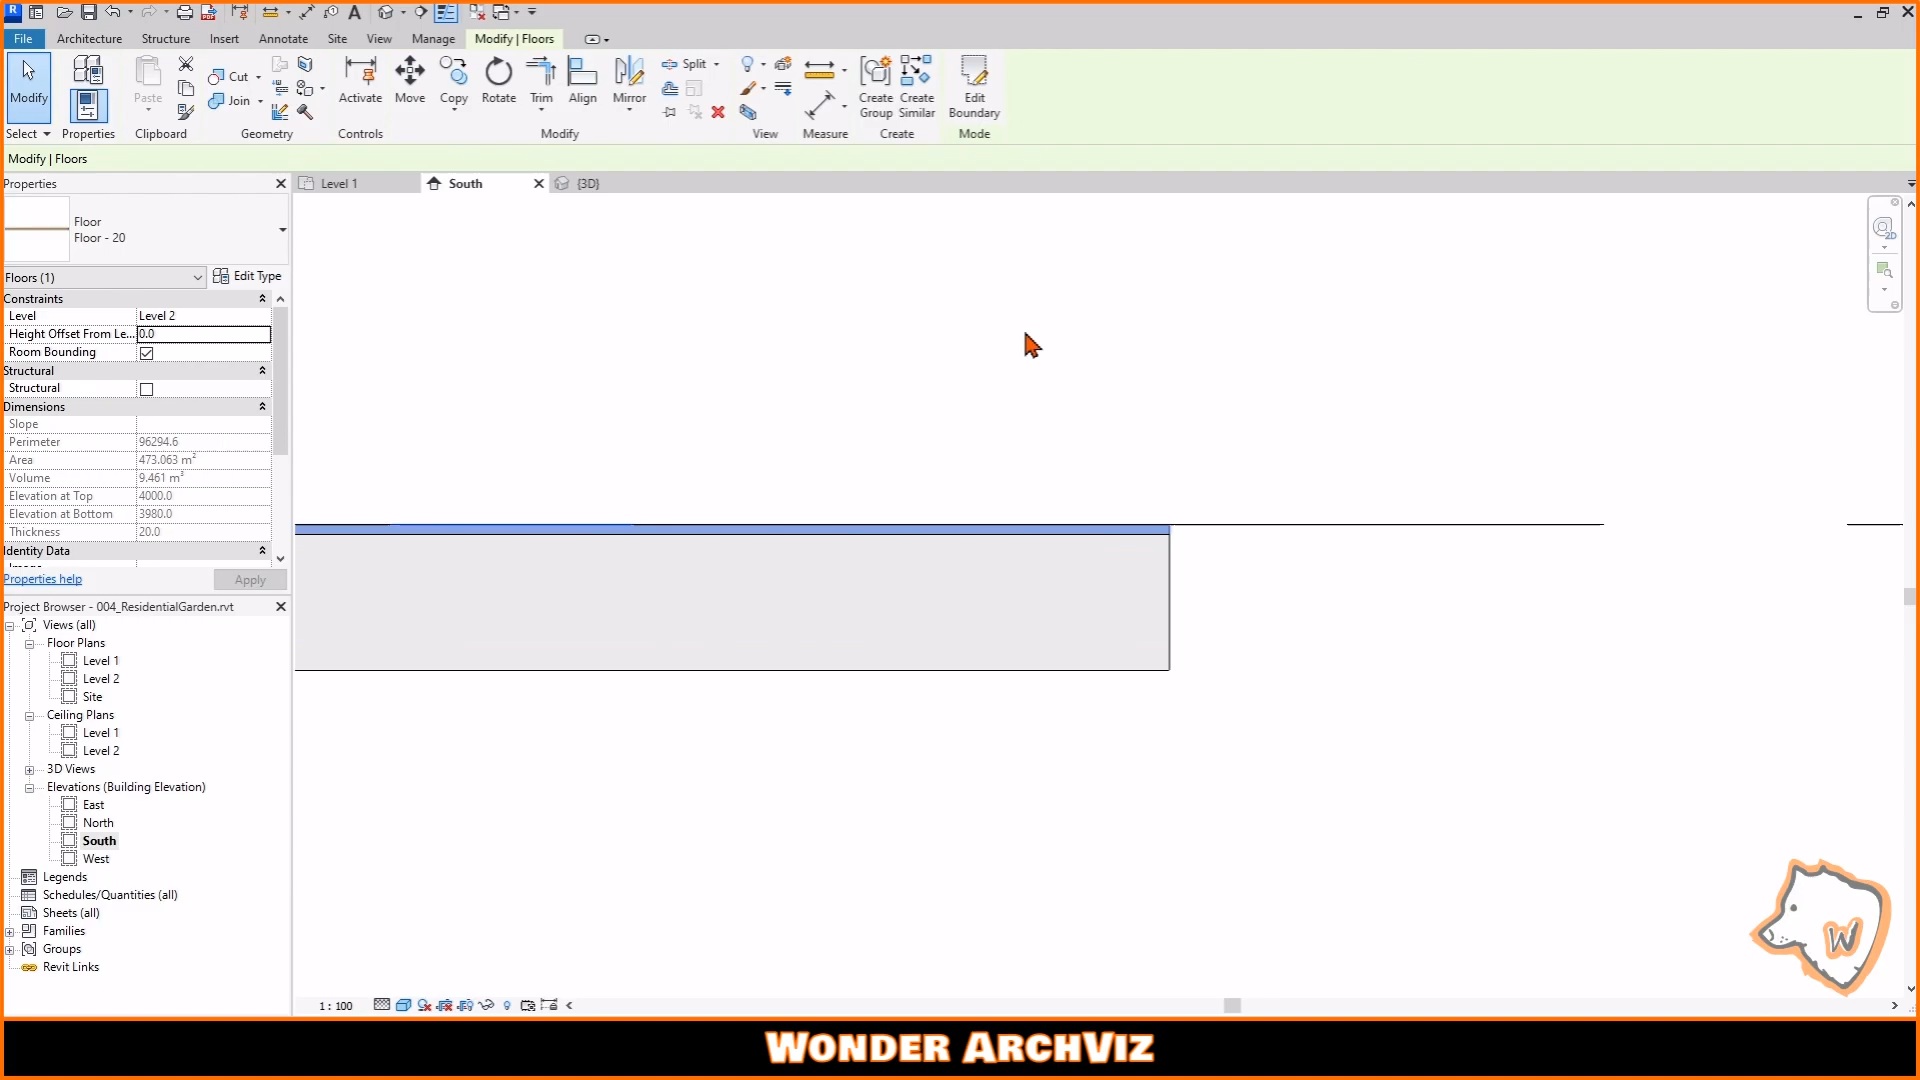 R
A
File
Architecture
Structure
Insert
Annotate
Site
View
Manage
Modify | Floors
Modify
Paste
Cut
Join
Activate
Move
Copy
Rotate
Trim
Align
Mirror
Split
Create Group
Create Similar
Edit Boundary
Select
Properties
Clipboard
Geometry
Controls
Modify
View
Measure
Create
Mode
Modify | Floors
Properties
Level 1
South
{3D}
2D
Floor
Floor - 20
Floors (1)
Edit Type
Constraints
Level Level 2
Height Offset From Le... 0.0
Room Bounding
Structural
Structural
Dimensions
Slope
Perimeter 96294.6
Area 473.063 m²
Volume 9.461 m³
Elevation at Top 4000.0
Elevation at Bottom 3980.0
Thickness 20.0
Identity Data
Properties help
Apply
Project Browser - 004_ResidentialGarden.rvt
Views (all)
Floor Plans
Level 1
Level 2
Site
Ceiling Plans
Level 1
Level 2
3D Views
Elevations (Building Elevation)
East
North
South
West
Legends
Schedules/Quantities (all)
Sheets (all)
Families
Groups
Revit Links
1 : 100
W
WONDER ARCHVIZ